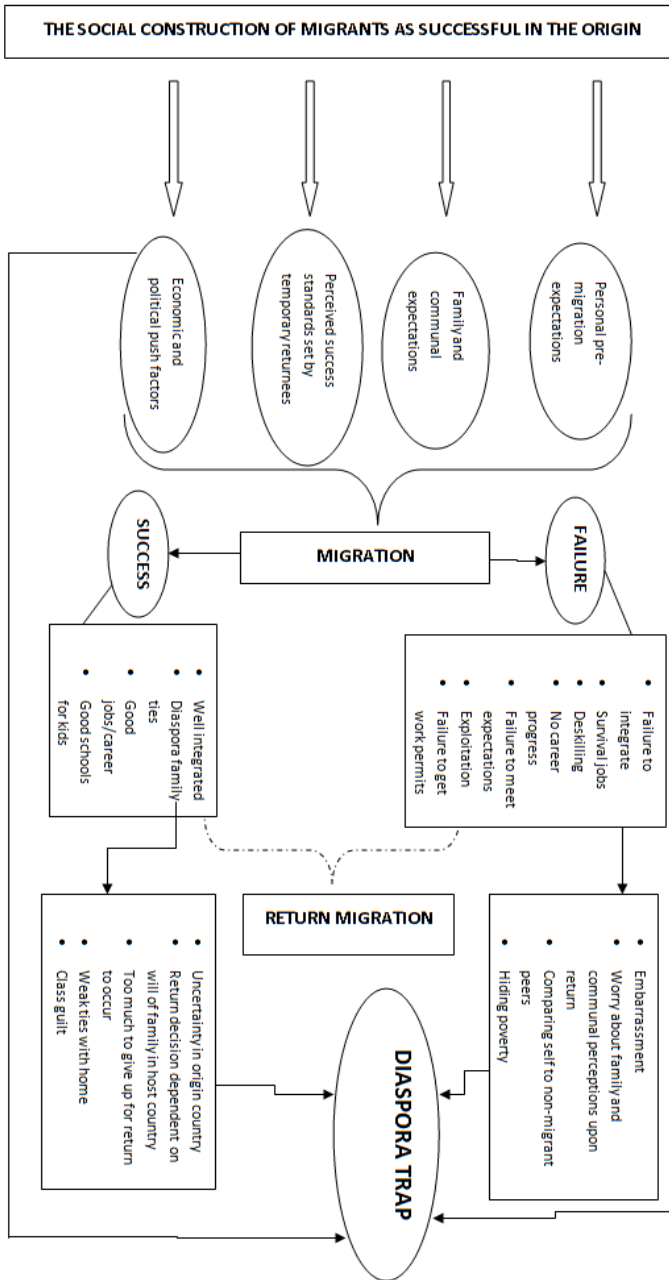 THE SOCIAL CONSTRUCTION OF MIGRANTS AS SUCCESSFUL IN THE ORIGIN
Personal pre-
migration
expectations
Family and
communal
expectations
Perceived success
standards set by
temporary returnees
Economic and
political push factors
MIGRATION
FAILURE
SUCCESS
• Failure to
integrate
• Survival jobs
• Deskilling
• No career
progress
• Failure to meet
expectations
• Exploitation
• Failure to get
work permits
• Well integrated
• Diaspora family
ties
• Good
jobs/career
• Good schools
for kids
RETURN MIGRATION
• Embarrassment
• Worry about family and
communal perceptions upon
return
• Comparing self to non-migrant
peers
• Hiding poverty
• Uncertainty in origin country
• Return decision dependent on
will of family in host country
• Too much to give up for return
to occur
• Weak ties with home
• Class guilt
DIASPORA TRAP